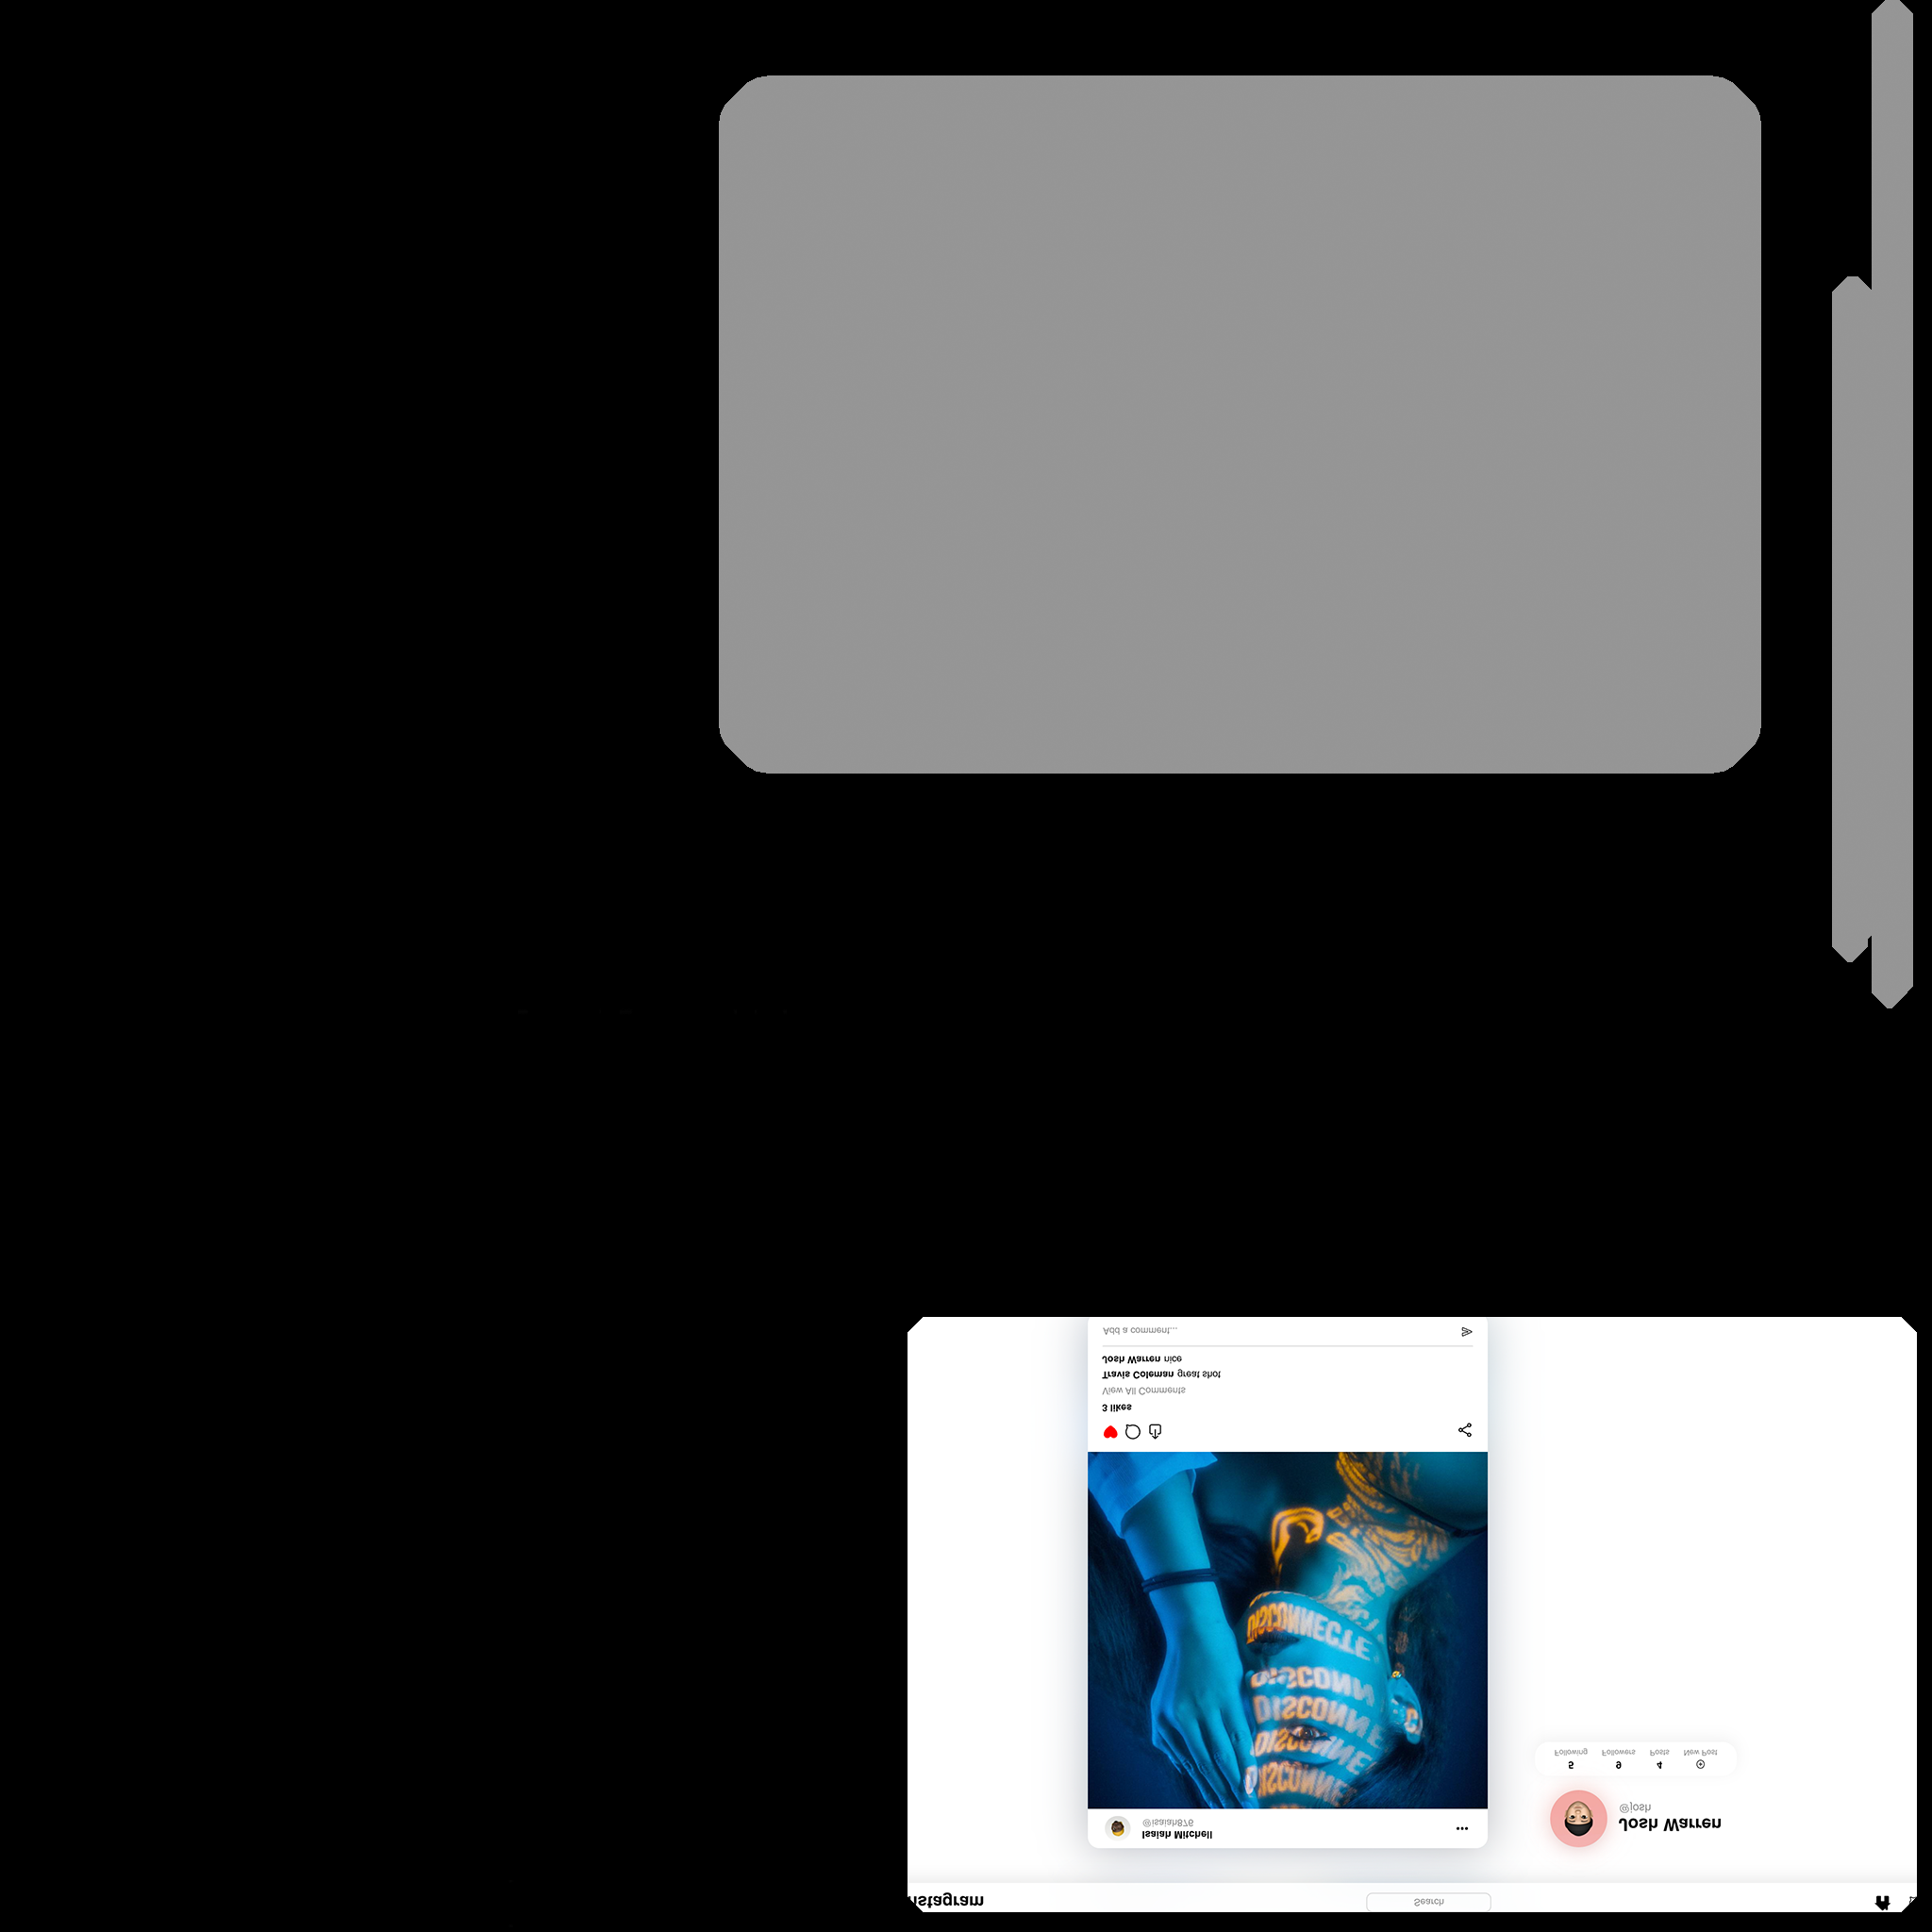 nstagram
Search
Josh Warren
@josh
5 9 4
Following Followers Posts New Post
Isaiah Mitchell
@isaiah876
DISCONNE
DISCONNE
DISCONNE
DISCONN
DISCONNECTE
3 likes
View All Comments
Travis Coleman great shot
Josh Warren nice
Add a comment...